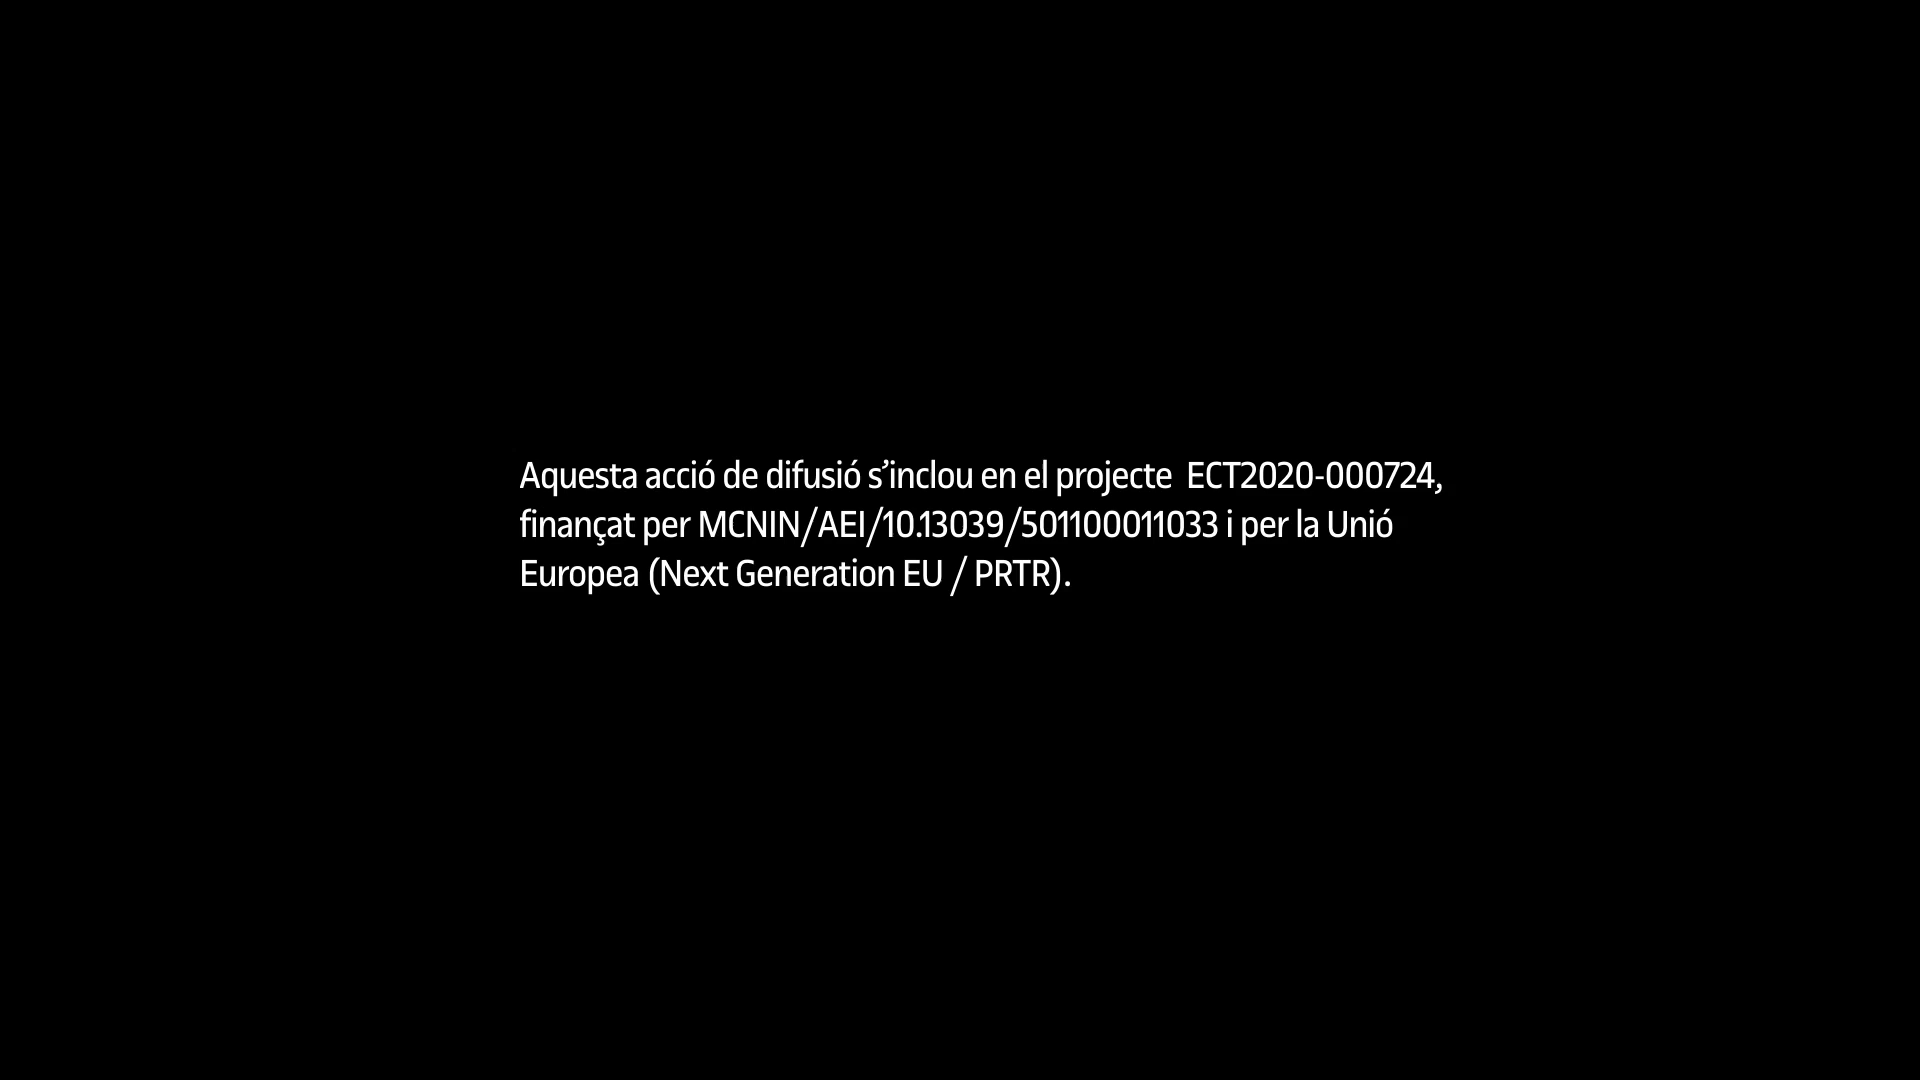 Aquesta acció de difusió s’inclou en el projecte  ECT2020-000724,
finançat per MCNIN/AEI/10.13039/501100011033 i per la Unió
Europea (Next Generation EU / PRTR).